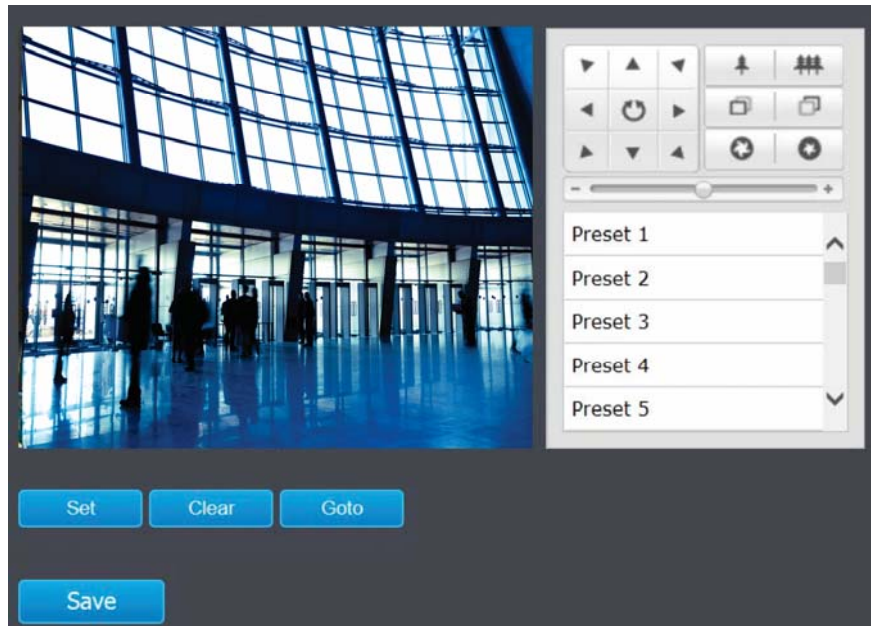 - +
Preset 1
Preset 2
Preset 3
Preset 4
Preset 5
Set Clear Goto
Save